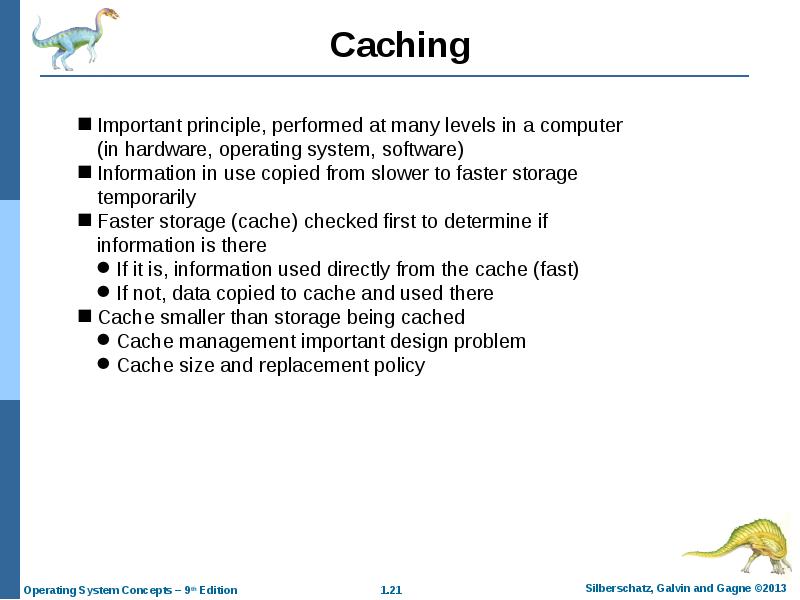 Caching
Important principle, performed at many levels in a computer
(in hardware, operating system, software)
Information in use copied from slower to faster storage
temporarily
Faster storage (cache) checked first to determine if
information is there
If it is, information used directly from the cache (fast)
If not, data copied to cache and used there
Cache smaller than storage being cached
Cache management important design problem
Cache size and replacement policy
Operating System Concepts – 9th Edition
1.21
Silberschatz, Galvin and Gagne ©2013